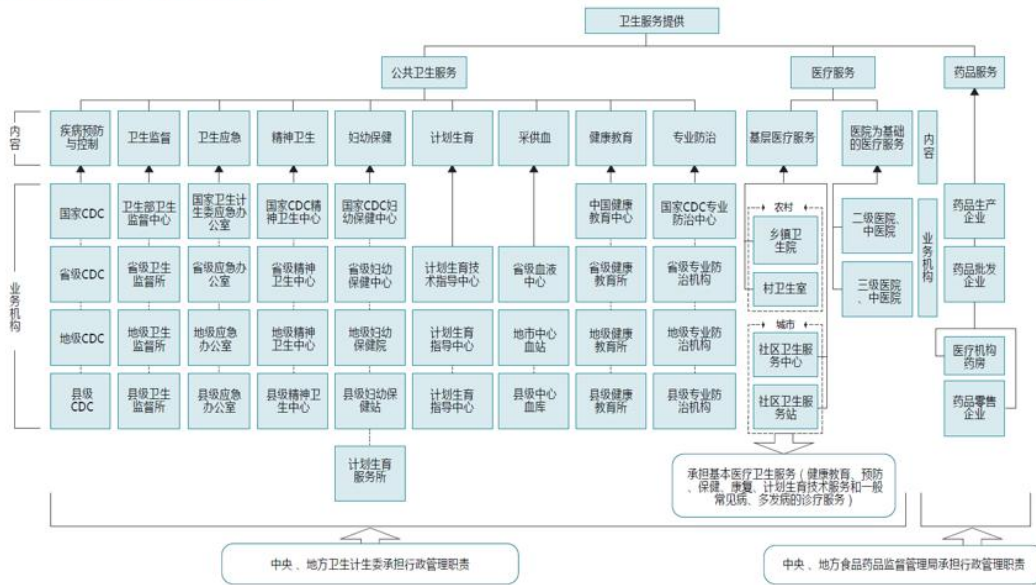 卫生服务提供
公共卫生服务
医疗服务
药品服务
内容
疾病预防
与控制
卫生监督
卫生应急
精神卫生
妇幼保健
计划生育
采供血
健康教育
专业防治
基层医疗服务
医院为基础
的医疗服务
内容
业务机构
国家CDC
卫生部卫生
监督中心
国家卫生计
生委应急办
公室
国家CDC精
神卫生中心
国家CDC妇
幼保健中心
中国健康
教育中心
国家CDC专业
防治中心
省级CDC
省级卫生
监督所
省级应急办
公室
省级精神
卫生中心
省级妇幼
保健中心
计划生育技
术指导中心
省级血液
中心
省级健康
教育所
省级专业
防治机构
地级CDC
地级卫生
监督所
地级应急
办公室
地级精神
卫生中心
地级妇幼
保健院
计划生育
指导中心
地市中心
血站
地级健康
教育所
地级专业
防治机构
县级
CDC
县级卫生
监督所
县级应急
办公室
县级精神卫
生中心
县级妇幼
保健站
计划生育
指导中心
县级中心
血库
县级健康
教育所
县级专业
防治机构
计划生育
服务所
农村
乡镇卫
生院
村卫生室
城市
社区卫生服
务中心
社区卫生服
务站
二级医院、
中医院
三级医院
、中医院
业务机构
药品生产
企业
药品批发
企业
医疗机构
药房
药品零售
企业
承担基本医疗卫生服务（健康教育、预防
、保健、康复、计划生育技术服务和一般
常见病、多发病的诊疗服务）
中央、地方卫生计生委承担行政管理职责
中央、地方食品药品监督管理局承担行政管理职责